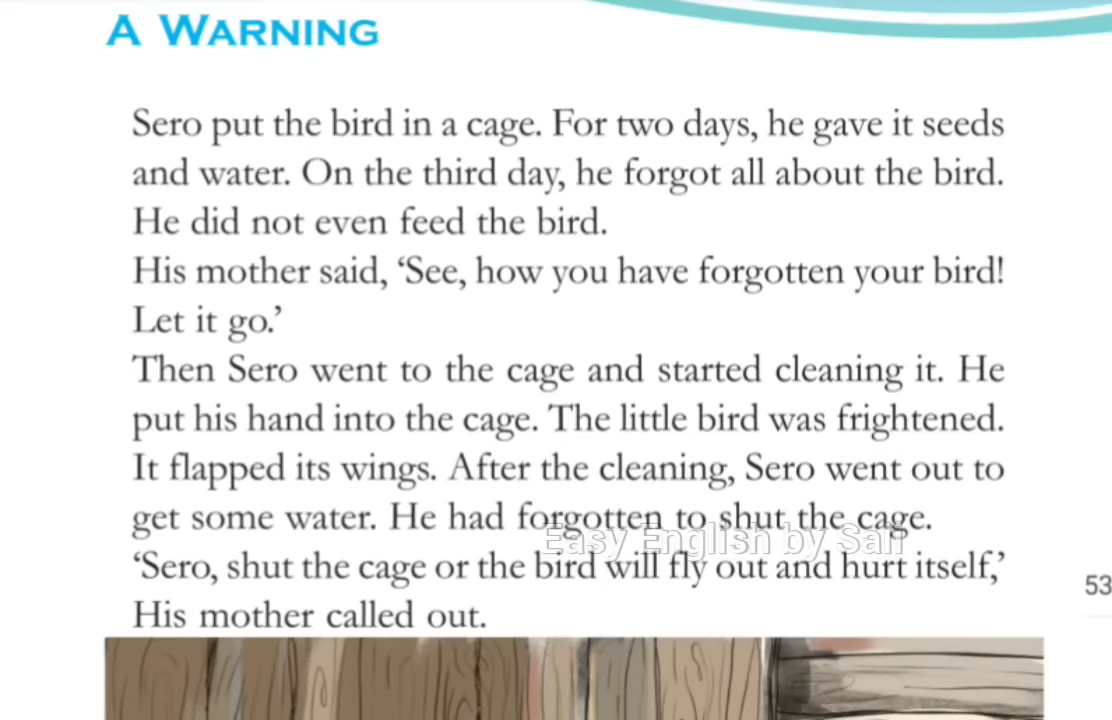 A WARNING
Sero put the bird in a cage. For two days, he gave it seeds
and water. On the third day, he forgot all about the bird.
He did not even feed the bird.
His mother said, ‘See, how you have forgotten your bird!
Let it go.’
Then Sero went to the cage and started cleaning it. He
put his hand into the cage. The little bird was frightened.
It flapped its wings. After the cleaning, Sero went out to
get some water. He had forgotten to shut the cage.
Easy English by Sali
‘Sero, shut the cage or the bird will fly out and hurt itself,’
53
His mother called out.